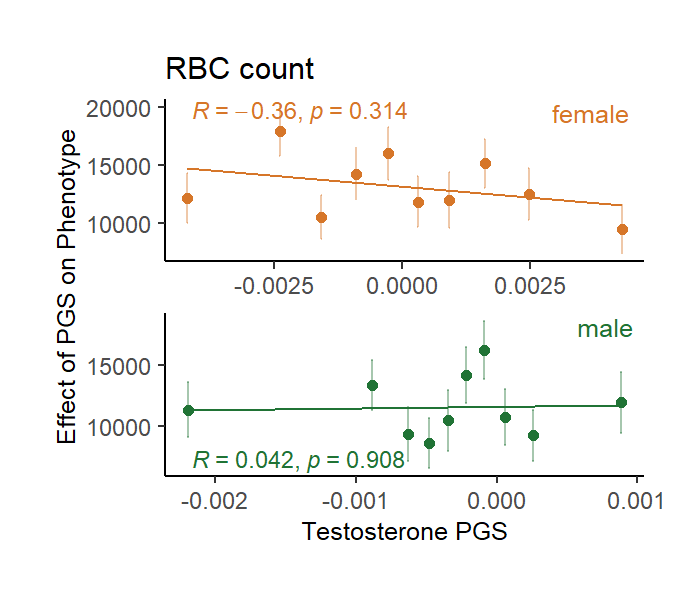 RBC count
Effect of PGS on Phenotype
R = −0.36, p = 0.314
female
20000
15000
10000
-0.0025 0.0000 0.0025
male
15000
10000
R = 0.042, p = 0.908
-0.002 -0.001 0.000 0.001
Testosterone PGS